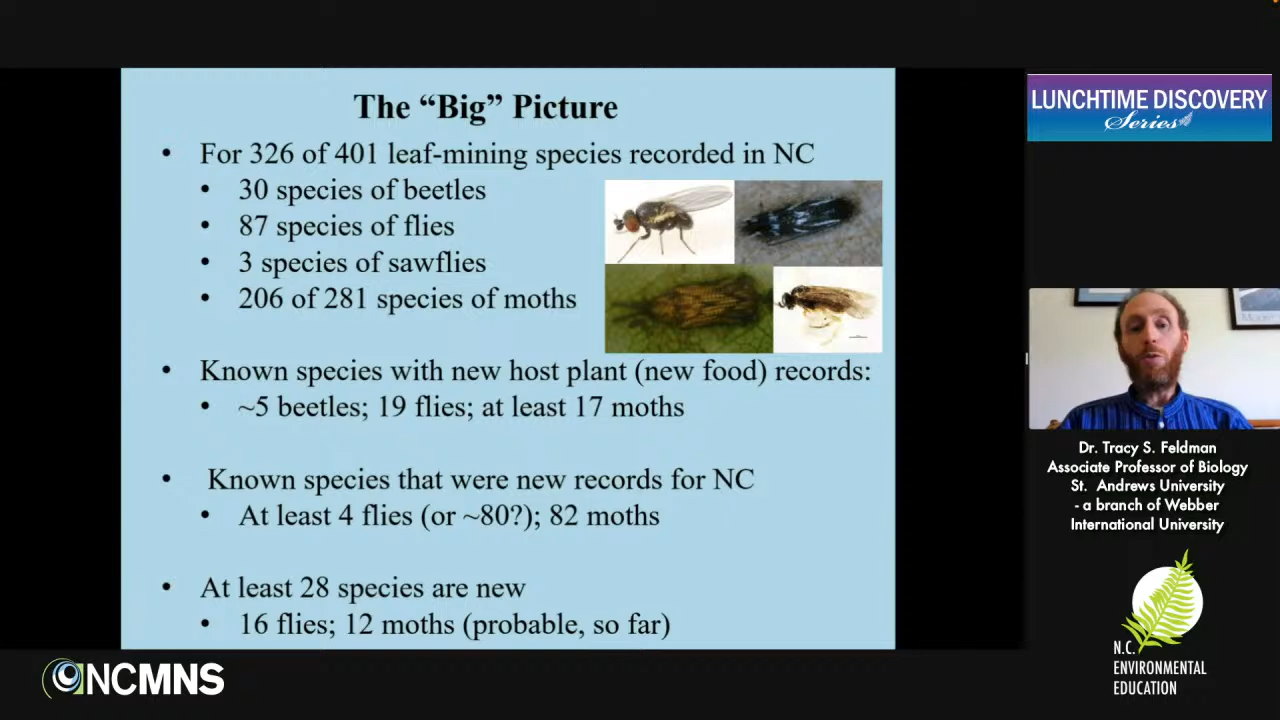 The “Big” Picture
• For 326 of 401 leaf-mining species recorded in NC
• 30 species of beetles
• 87 species of flies
• 3 species of sawflies
• 206 of 281 species of moths
• Known species with new host plant (new food) records:
• ~5 beetles; 19 flies; at least 17 moths
• Known species that were new records for NC
• At least 4 flies (or ~80?); 82 moths
• At least 28 species are new
• 16 flies; 12 moths (probable, so far)
LUNCHTIME DISCOVERY
Series
Dr. Tracy S. Feldman
Associate Professor of Biology
St. Andrews University
- a branch of Webber
International University
N.C.
ENVIRONMENTAL
EDUCATION
NCMNS